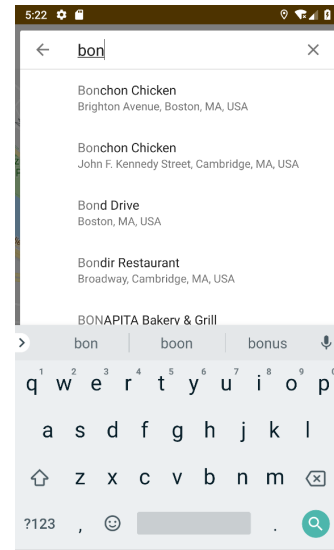 5:22
bon
Bonchon Chicken
Brighton Avenue, Boston, MA, USA
Bonchon Chicken
John F. Kennedy Street, Cambridge, MA, USA
Bond Drive
Boston, MA, USA
Bondir Restaurant
Broadway, Cambridge, MA, USA
BONAPITA Bakery & Grill
bon boon bonus
1 2 3 4 5 6 7 8 9 0
q w e r t y u i o p
a s d f g h j k l
z x c v b n m
?123 , .